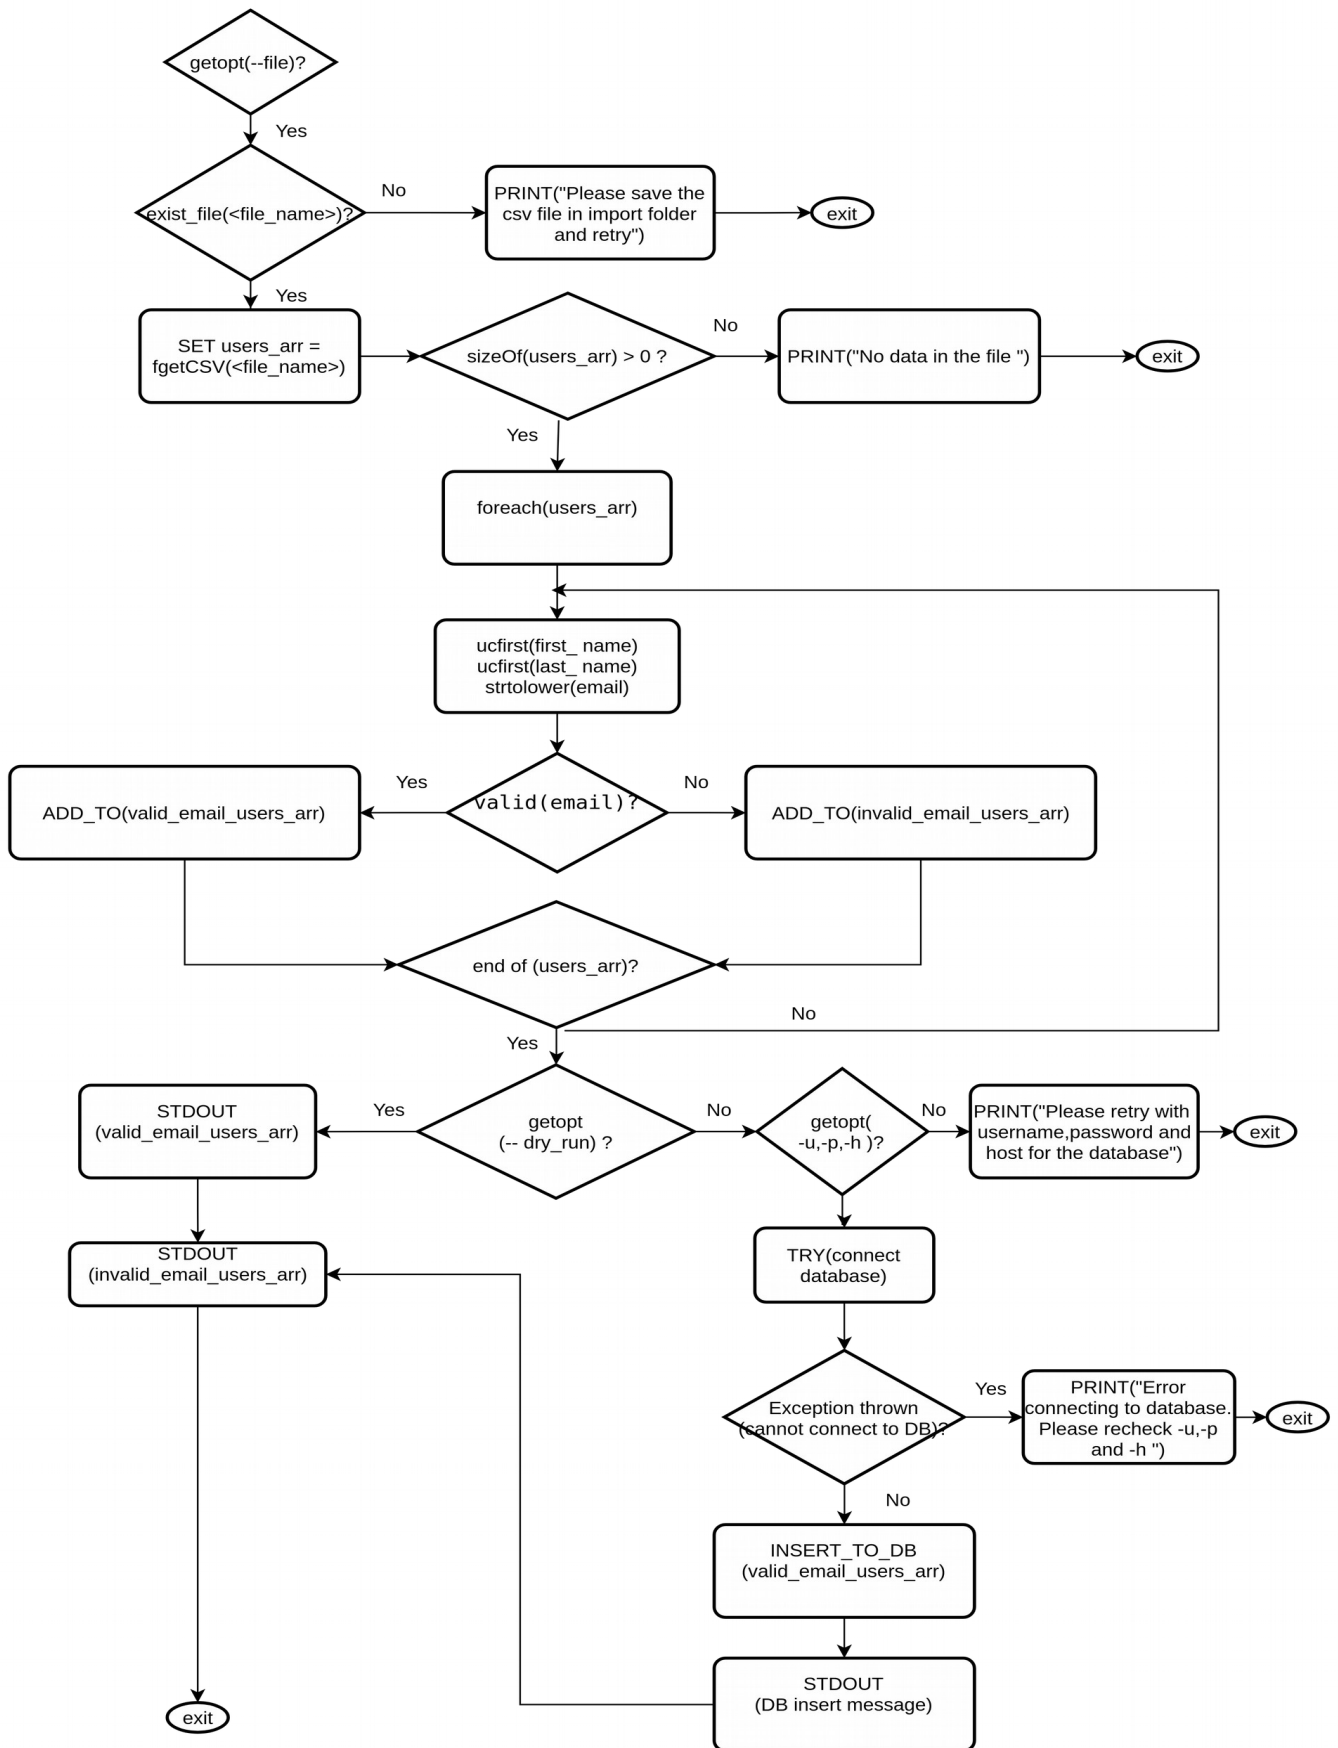 getopt(--file)?
Yes
exist_file(<file_name>)?
No
PRINT("Please save the
csv file in import folder
and retry")
exit
Yes
SET users_arr =
fgetCSV(<file_name>)
sizeOf(users_arr) > 0 ?
No
PRINT("No data in the file ")
exit
Yes
foreach(users_arr)
ucfirst(first_ name)
ucfirst(last_ name)
strtolower(email)
Yes
valid(email)?
No
ADD_TO(valid_email_users_arr)
ADD_TO(invalid_email_users_arr)
end of (users_arr)?
No
Yes
STDOUT
(valid_email_users_arr)
Yes
getopt
(-- dry_run) ?
No
getopt(
-u,-p,-h )?
No
PRINT("Please retry with
username,password and
host for the database")
exit
STDOUT
(invalid_email_users_arr)
TRY(connect
database)
Exception thrown
(cannot connect to DB)?
Yes
PRINT("Error
connecting to database.
Please recheck -u,-p
and -h ")
exit
No
INSERT_TO_DB
(valid_email_users_arr)
STDOUT
(DB insert message)
exit